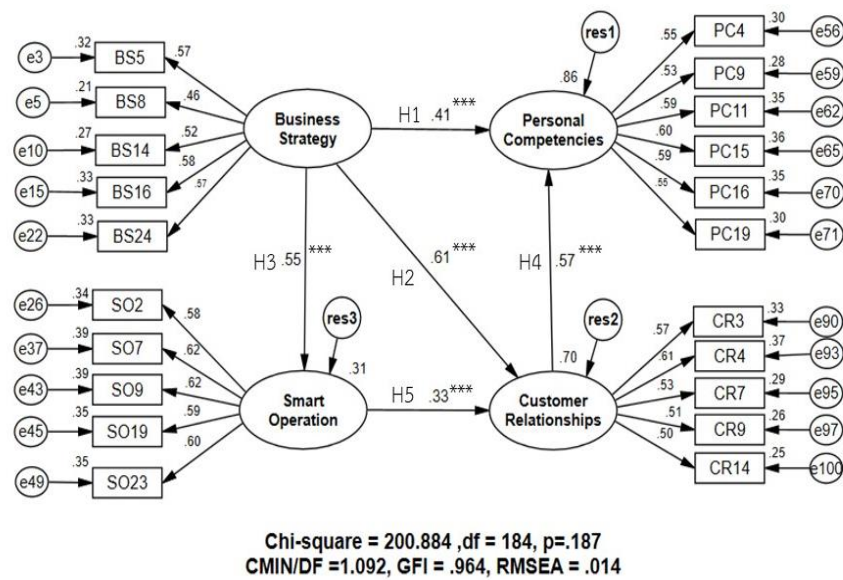 .32
e3
BS5
.57
.21
e5
BS8
.46
.27
e10
BS14
.52
.33
e15
BS16
.58
.33
e22
BS24
.57
Business
Strategy
H1 .41 ***
res1
.86
Personal
Competencies
.55
PC4
.30
e56
.53
PC9
.28
e59
.59
PC11
.35
e62
.60
PC15
.36
e65
.59
PC16
.35
e70
.55
PC19
.30
e71
H3 .55 ***
H2 .61 ***
H4 .57 ***
.34
e26
SO2
.58
.39
e37
SO7
.62
.39
e43
SO9
.62
.35
e45
SO19
.59
.35
e49
SO23
.60
res3
.31
Smart
Operation
H5 .33 ***
res2
.70
Customer
Relationships
.57
CR3
.33
e90
.61
CR4
.37
e93
.53
CR7
.29
e95
.51
CR9
.26
e97
.50
CR14
.25
e100
Chi-square = 200.884 ,df = 184, p=.187
CMIN/DF =1.092, GFI = .964, RMSEA = .014